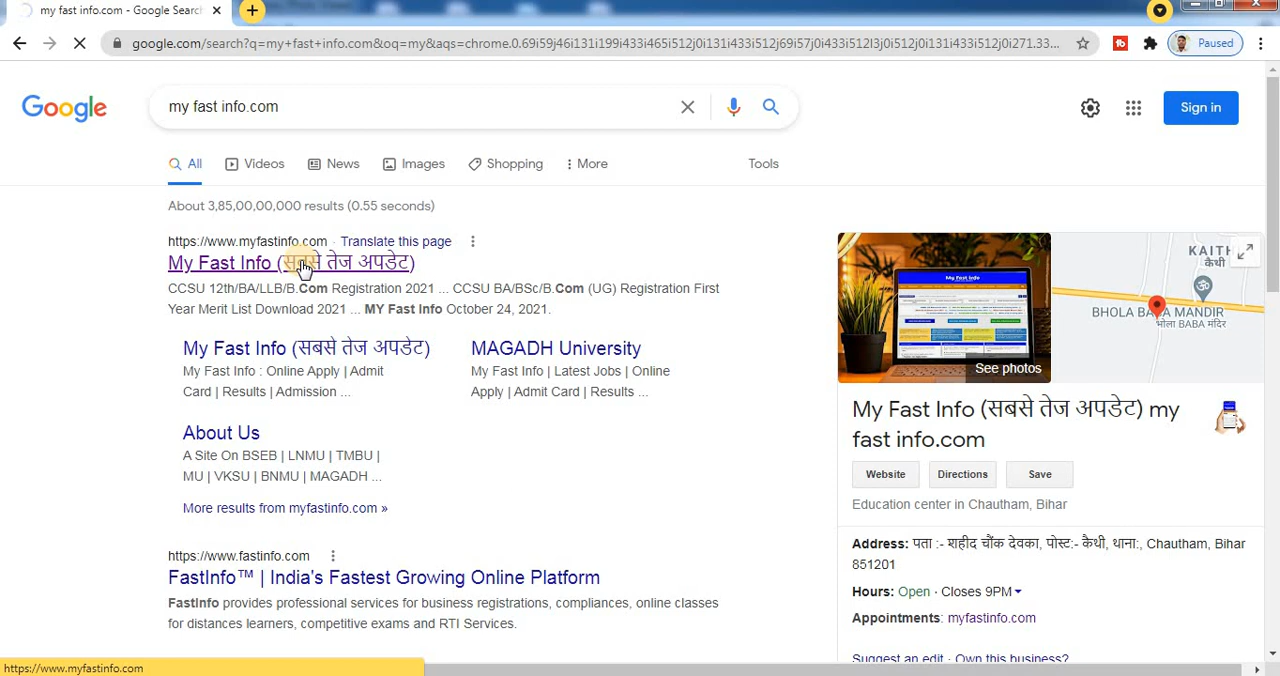 my fast info.com - Google Search
google.com/search?q=my+fast+info.com&oq=my&aqs=chrome.0.69i59j46i131i199i433i465i512j0i131i433i512j69i57j0i433i512l3j0i512j0i131i433i512j0i271.33...
Paused
Google
my fast info.com
Sign in
All
Videos
News
Images
Shopping
More
Tools
About 3,85,00,00,000 results (0.55 seconds)
https://www.myfastinfo.com · Translate this page
My Fast Info (सबसे तेज अपडेट)
CCSU 12th/BA/LLB/B.Com Registration 2021 ... CCSU BA/BSc/B.Com (UG) Registration First
Year Merit List Download 2021 ... MY Fast Info October 24, 2021.
My Fast Info (सबसे तेज अपडेट)
My Fast Info : Online Apply | Admit
Card | Results | Admission ...
MAGADH University
My Fast Info | Latest Jobs | Online
Apply | Admit Card | Results ...
About Us
A Site On BSEB | LNMU | TMBU |
MU | VKSU | BNMU | MAGADH ...
More results from myfastinfo.com »
https://www.fastinfo.com
FastInfo™ | India's Fastest Growing Online Platform
FastInfo provides professional services for business registrations, compliances, online classes
for distances learners, competitive exams and RTI Services.
My Fast Info
See photos
KAITH
कैथी
BHOLA BABA MANDIR
भोला BABA मंदिर
My Fast Info (सबसे तेज अपडेट) my
fast info.com
Website
Directions
Save
Education center in Chautham, Bihar
Address: पता :- शहीद चौंक देवका, पोस्ट:- कैथी, थाना:, Chautham, Bihar
851201
Hours: Open · Closes 9PM
Appointments: myfastinfo.com
Suggest an edit · Own this business?
https://www.myfastinfo.com